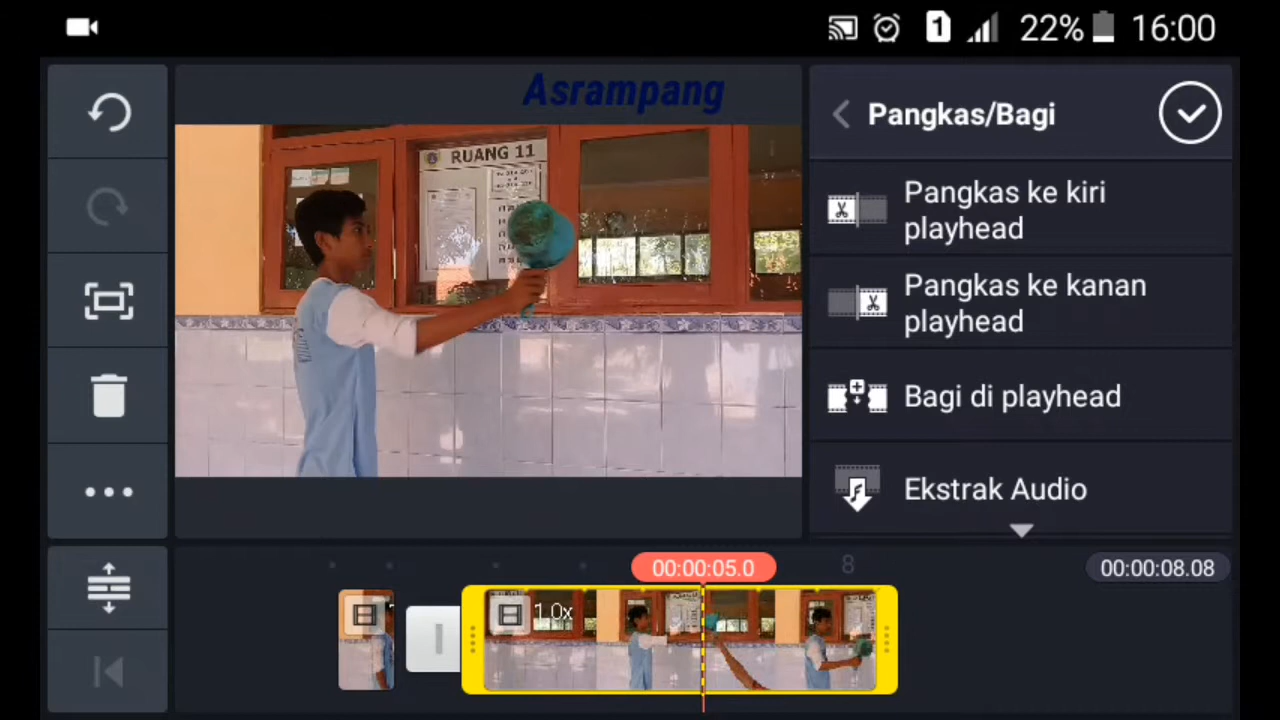 1
22%
16:00
Asrampang
Pangkas/Bagi
RUANG 11
Pangkas ke kiri
playhead
Pangkas ke kanan
playhead
Bagi di playhead
Ekstrak Audio
00:00:05.0
8
00:00:08.08
1.0x